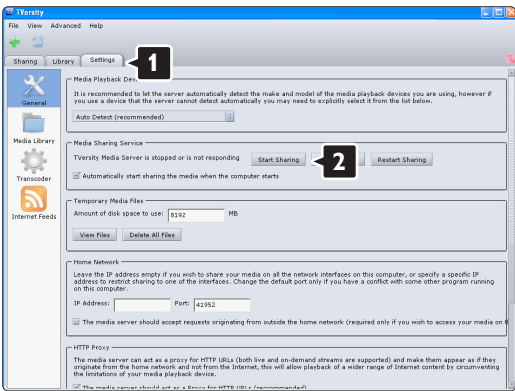 TVersity
File View Advanced Help
Sharing Library Settings
1
Media Playback Dev
It is recommended to let the server automatically detect the make and model of the media playback devices you are using, however if
you use a device that the server cannot detect automatically you may need to explicitly select it from the list below.
General
Auto Detect (recommended)
Media Library
Media Sharing Service
TVersity Media Server is stopped or is not responding Start Sharing Restart Sharing
2
Automatically start sharing the media when the computer starts
Transcoder
Temporary Media Files
Amount of disk space to use: 8192 MB
Internet Feeds
View Files Delete All Files
Home Network
Leave the IP address empty if you wish to share your media on all the network interfaces on this computer, or specify a specific IP
address to restrict sharing to one of the interfaces. Change the default port only if you have a conflict with some other program running
on this computer.
IP Address: Port: 41952
The media server should accept requests originating from outside the home network (required only if you wish to access your media on t
HTTP Proxy
The media server can act as a proxy for HTTP URLs (both live and on-demand streams are supported) and make them appear as if they
originate from the home network and not from the Internet, this will allow playback of a wider range of Internet content by circumventing
the limitations of your media playback device.
The media server should act as a Proxy for HTTP URLs (recommended)